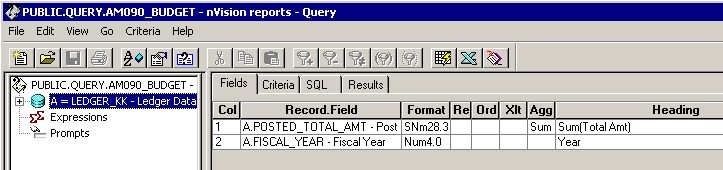 PUBLIC.QUERY.AM090_BUDGET - nVision reports - Query
File Edit View Go Criteria Help
PUBLIC.QUERY.AM090_BUDGET -
A = LEDGER_KK - Ledger Data
Expressions
Prompts
Fields Criteria SQL Results
Col Record.Field Format Re Ord Xlt Agg Heading
1 A.POSTED_TOTAL_AMT - Post SNm28.3 Sum Sum(Total Amt)
2 A.FISCAL_YEAR - Fiscal Year Num4.0 Year